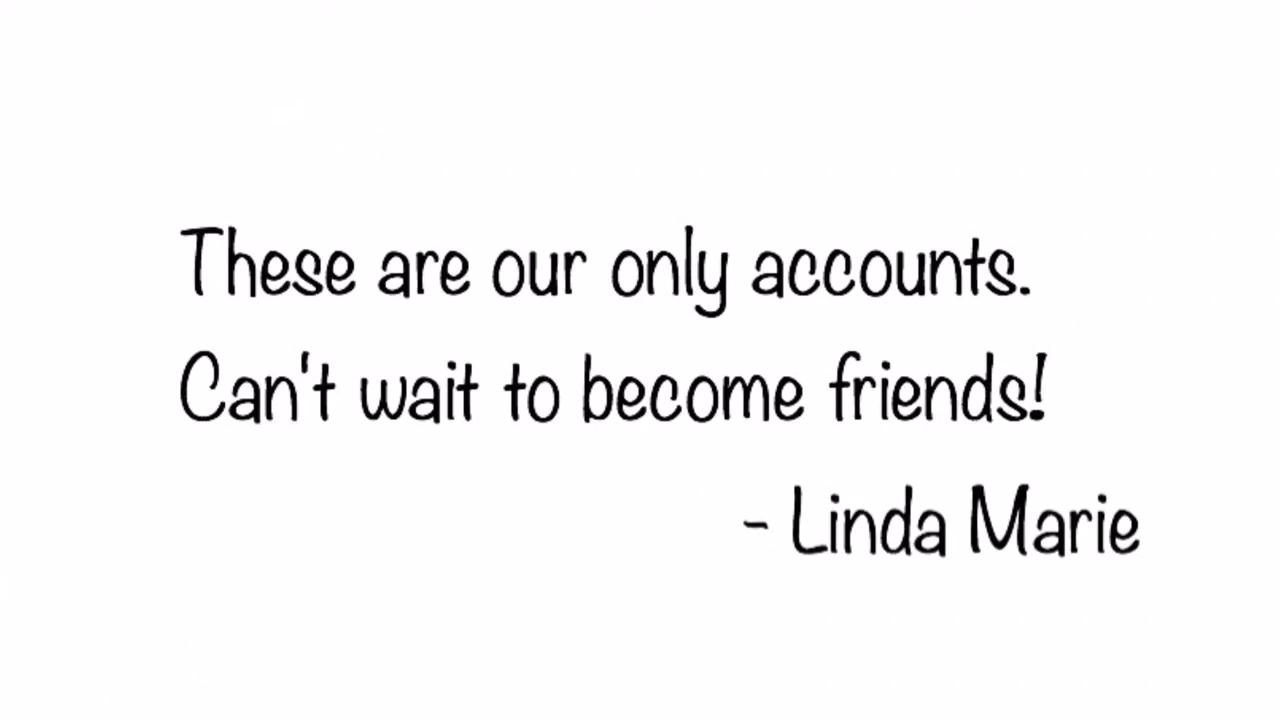 These are our only accounts.
Can't wait to become friends!
- Linda Marie